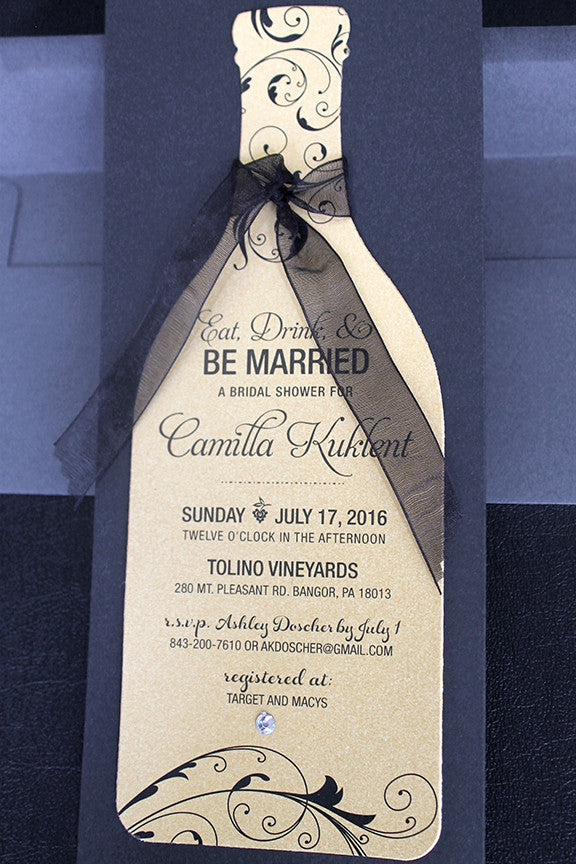 Eat, Drink, &
BE MARRIED
A BRIDAL SHOWER FOR
Camilla Kuklent
SUNDAY JULY 17, 2016
TWELVE O'CLOCK IN THE AFTERNOON
TOLINO VINEYARDS
280 MT. PLEASANT RD. BANGOR, PA 18013
r.s.v.p. Ashley Doscher by July 1
843-200-7610 OR AKDOSCHER@GMAIL.COM
registered at:
TARGET AND MACYS